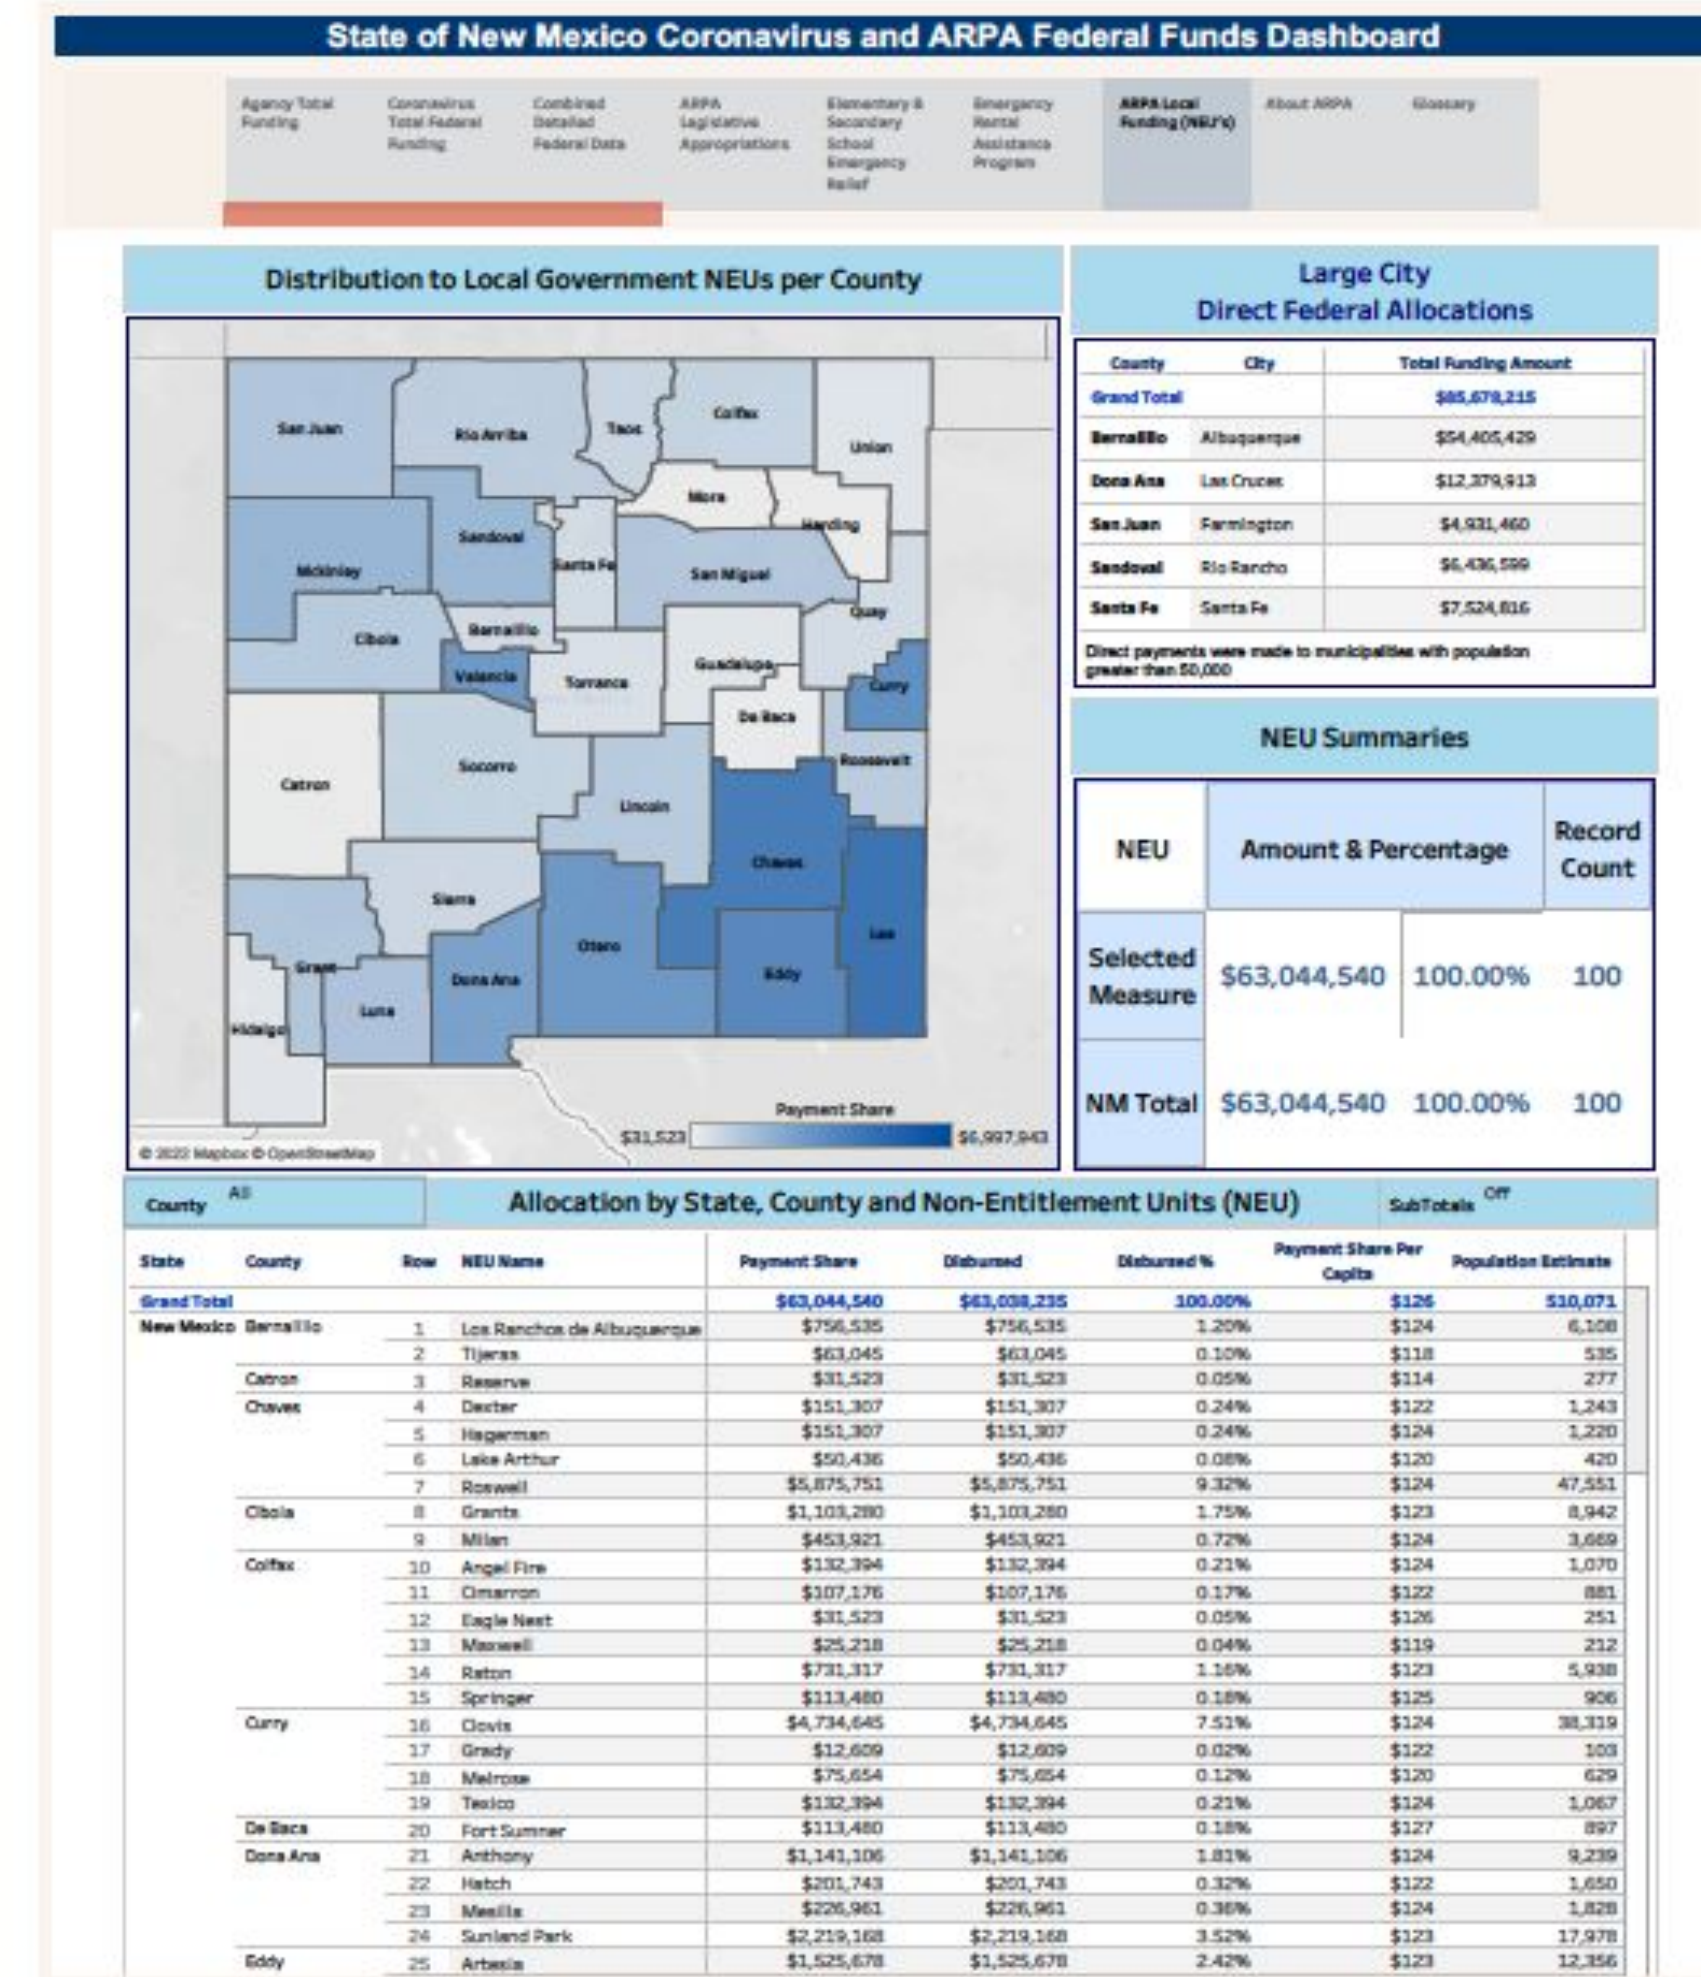 State of New Mexico Coronavirus and ARPA Federal Funds Dashboard
Agency Total Funding
Coronavirus Total Federal Funding
Combined Detailed Federal Data
ARPA Legislative Appropriations
Elementary & Secondary School Emergency Relief
Emergency Rental Assistance Program
ARPA Local Funding (NEU's)
About ARPA
Glossary
Distribution to Local Government NEUs per County
San Juan
Rio Arriba
Taos
Colfax
Union
Mora
Harding
Sandoval
Santa Fe
McKinley
San Miguel
Quay
Cibola
Bernalillo
Valencia
Torrance
Guadalupe
Curry
De Baca
Roosevelt
Catron
Socorro
Lincoln
Chaves
Sierra
Otero
Lea
Grant
Dona Ana
Eddy
Luna
Hidalgo
Payment Share
$31,523 $6,997,943
© 2022 Mapbox © OpenStreetMap
Large City
Direct Federal Allocations
County City Total Funding Amount
Grand Total $85,678,215
Bernalillo Albuquerque $54,405,429
Dona Ana Las Cruces $12,379,913
San Juan Farmington $4,931,460
Sandoval Rio Rancho $6,436,599
Santa Fe Santa Fe $7,524,816
Direct payments were made to municipalities with population
greater than 50,000
NEU Summaries
NEU Amount & Percentage Record Count
Selected Measure $63,044,540 100.00% 100
NM Total $63,044,540 100.00% 100
County All Allocation by State, County and Non-Entitlement Units (NEU) SubTotals Off
State County Row NEU Name Payment Share Disbursed Disbursed % Payment Share Per Capita Population Estimate
Grand Total $63,044,540 $63,038,235 100.00% $126 510,071
New Mexico Bernalillo 1 Los Ranchos de Albuquerque $756,535 $756,535 1.20% $124 6,108
2 Tijeras $63,045 $63,045 0.10% $118 535
Catron 3 Reserve $31,523 $31,523 0.05% $114 277
Chaves 4 Dexter $151,307 $151,307 0.24% $122 1,243
5 Hagerman $151,307 $151,307 0.24% $124 1,220
6 Lake Arthur $50,436 $50,436 0.08% $120 420
7 Roswell $5,875,751 $5,875,751 9.32% $124 47,551
Cibola 8 Grants $1,103,280 $1,103,280 1.75% $123 8,942
9 Milan $453,921 $453,921 0.72% $124 3,669
Colfax 10 Angel Fire $132,394 $132,394 0.21% $124 1,070
11 Cimarron $107,176 $107,176 0.17% $122 881
12 Eagle Nest $31,523 $31,523 0.05% $126 251
13 Maxwell $25,218 $25,218 0.04% $119 212
14 Raton $731,317 $731,317 1.16% $123 5,938
15 Springer $113,480 $113,480 0.18% $125 906
Curry 16 Clovis $4,734,645 $4,734,645 7.51% $124 38,319
17 Grady $12,609 $12,609 0.02% $122 103
18 Melrose $75,654 $75,654 0.12% $120 629
19 Texico $132,394 $132,394 0.21% $124 1,067
De Baca 20 Fort Sumner $113,480 $113,480 0.18% $127 897
Dona Ana 21 Anthony $1,141,106 $1,141,106 1.81% $124 9,239
22 Hatch $201,743 $201,743 0.32% $122 1,650
23 Mesilla $226,961 $226,961 0.36% $124 1,828
24 Sunland Park $2,219,168 $2,219,168 3.52% $123 17,978
Eddy 25 Artesia $1,525,678 $1,525,678 2.42% $123 12,356